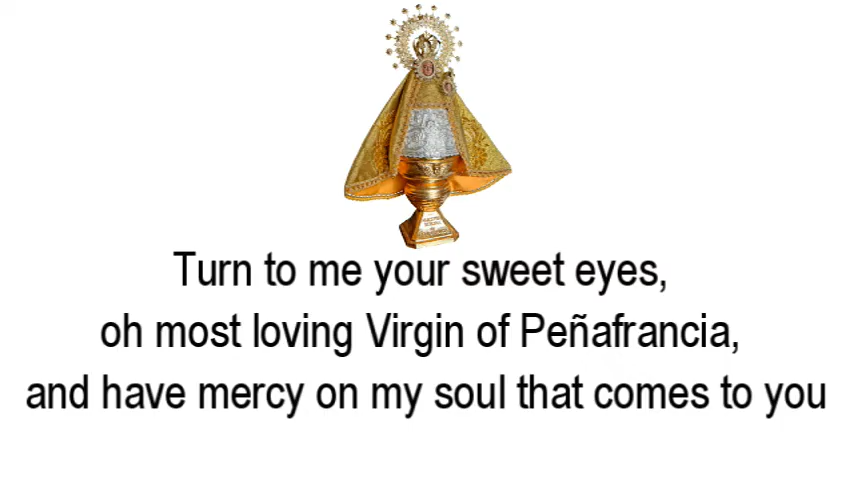 Turn to me your sweet eyes,
oh most loving Virgin of Peñafrancia,
and have mercy on my soul that comes to you